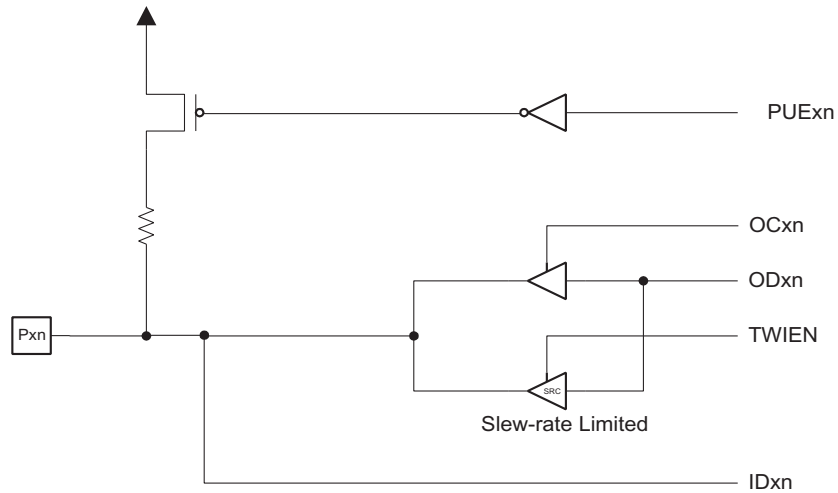 PUExn
OCxn
ODxn
Pxn
TWIEN
SRC
Slew-rate Limited
IDxn